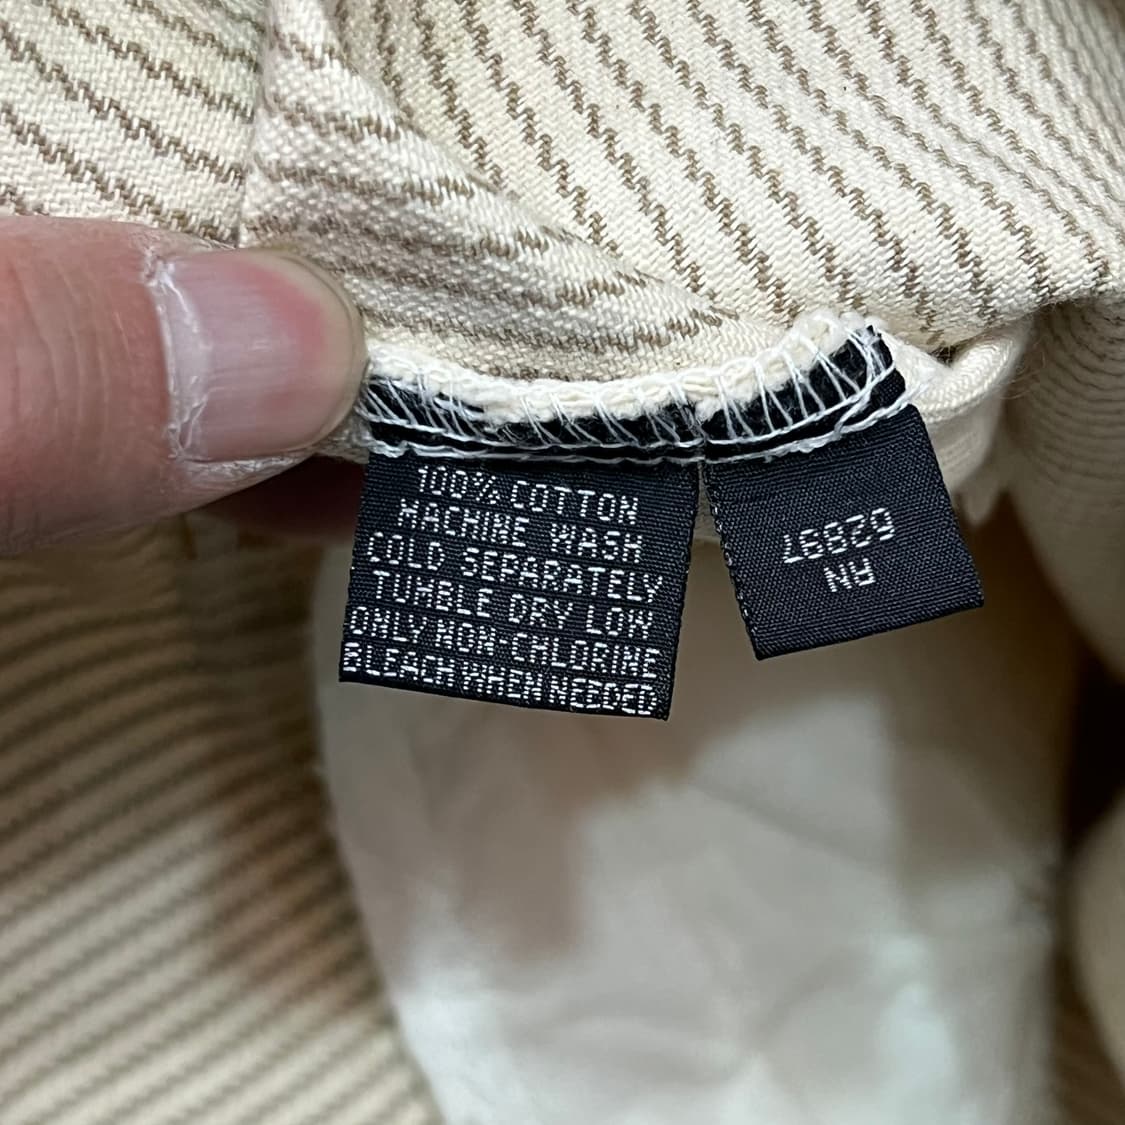 100% COTTON
MACHINE WASH
COLD SEPARATELY
TUMBLE DRY LOW
ONLY NON-CHLORINE
BLEACH WHEN NEEDED
RN
62897